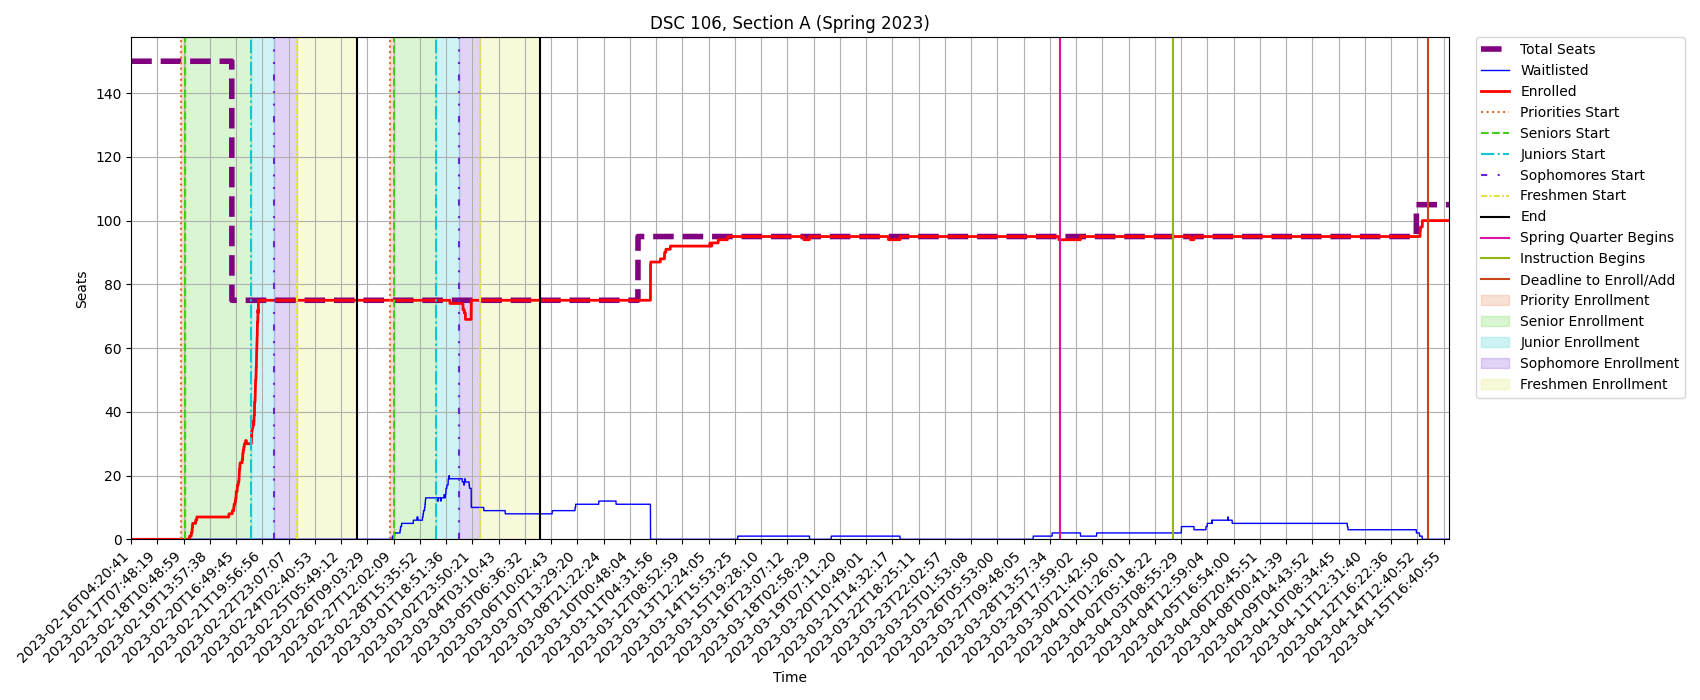 DSC 106, Section A (Spring 2023)
Seats
140
120
100
80
60
40
20
0
2023-02-16T04:20:41
2023-02-17T07:48:19
2023-02-18T10:48:59
2023-02-19T13:57:38
2023-02-20T16:49:45
2023-02-21T19:56:56
2023-02-22T23:07:07
2023-02-24T02:40:53
2023-02-25T05:49:12
2023-02-26T09:03:29
2023-02-27T12:02:09
2023-02-28T15:35:52
2023-03-01T18:51:36
2023-03-02T23:50:21
2023-03-04T03:10:43
2023-03-05T06:36:32
2023-03-06T10:02:43
2023-03-07T13:29:20
2023-03-08T21:22:24
2023-03-10T00:48:04
2023-03-11T04:31:56
2023-03-12T08:52:59
2023-03-13T12:24:05
2023-03-14T15:53:25
2023-03-15T19:28:10
2023-03-16T23:07:12
2023-03-18T02:58:29
2023-03-19T07:11:20
2023-03-20T10:49:01
2023-03-21T14:32:17
2023-03-22T18:25:11
2023-03-23T22:02:57
2023-03-25T01:53:08
2023-03-26T05:53:00
2023-03-27T09:48:05
2023-03-28T13:57:34
2023-03-29T17:59:02
2023-03-30T21:42:50
2023-04-01T01:26:01
2023-04-02T05:18:22
2023-04-03T08:55:29
2023-04-04T12:59:04
2023-04-05T16:54:00
2023-04-06T20:45:51
2023-04-08T00:41:39
2023-04-09T04:43:52
2023-04-10T08:34:45
2023-04-11T12:31:40
2023-04-12T16:22:36
2023-04-14T12:40:52
2023-04-15T16:40:55
Time
Total Seats
Waitlisted
Enrolled
Priorities Start
Seniors Start
Juniors Start
Sophomores Start
Freshmen Start
End
Spring Quarter Begins
Instruction Begins
Deadline to Enroll/Add
Priority Enrollment
Senior Enrollment
Junior Enrollment
Sophomore Enrollment
Freshmen Enrollment